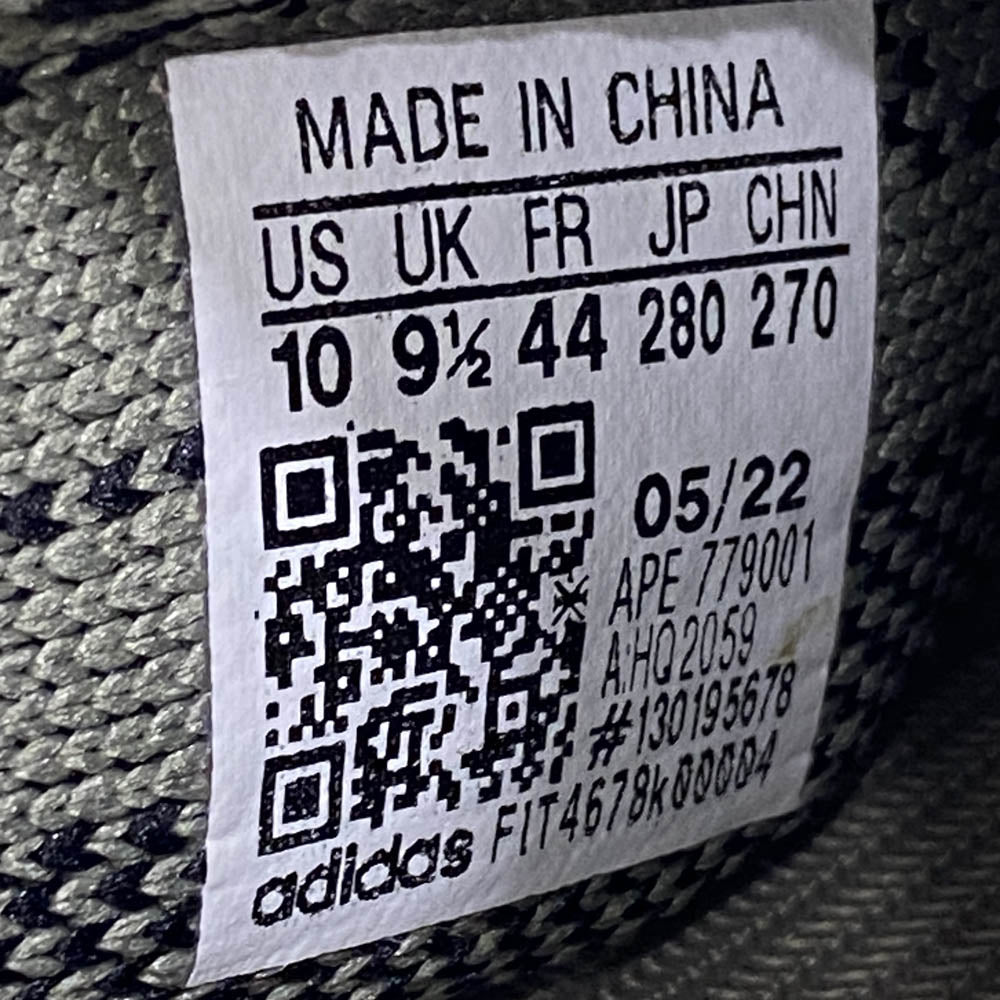 MADE IN CHINA
US UK FR JP CHN
10 9½ 44 280 270
05/22
APE 779001
A:HQ2059
#130195678
adidas FIT4678k00004